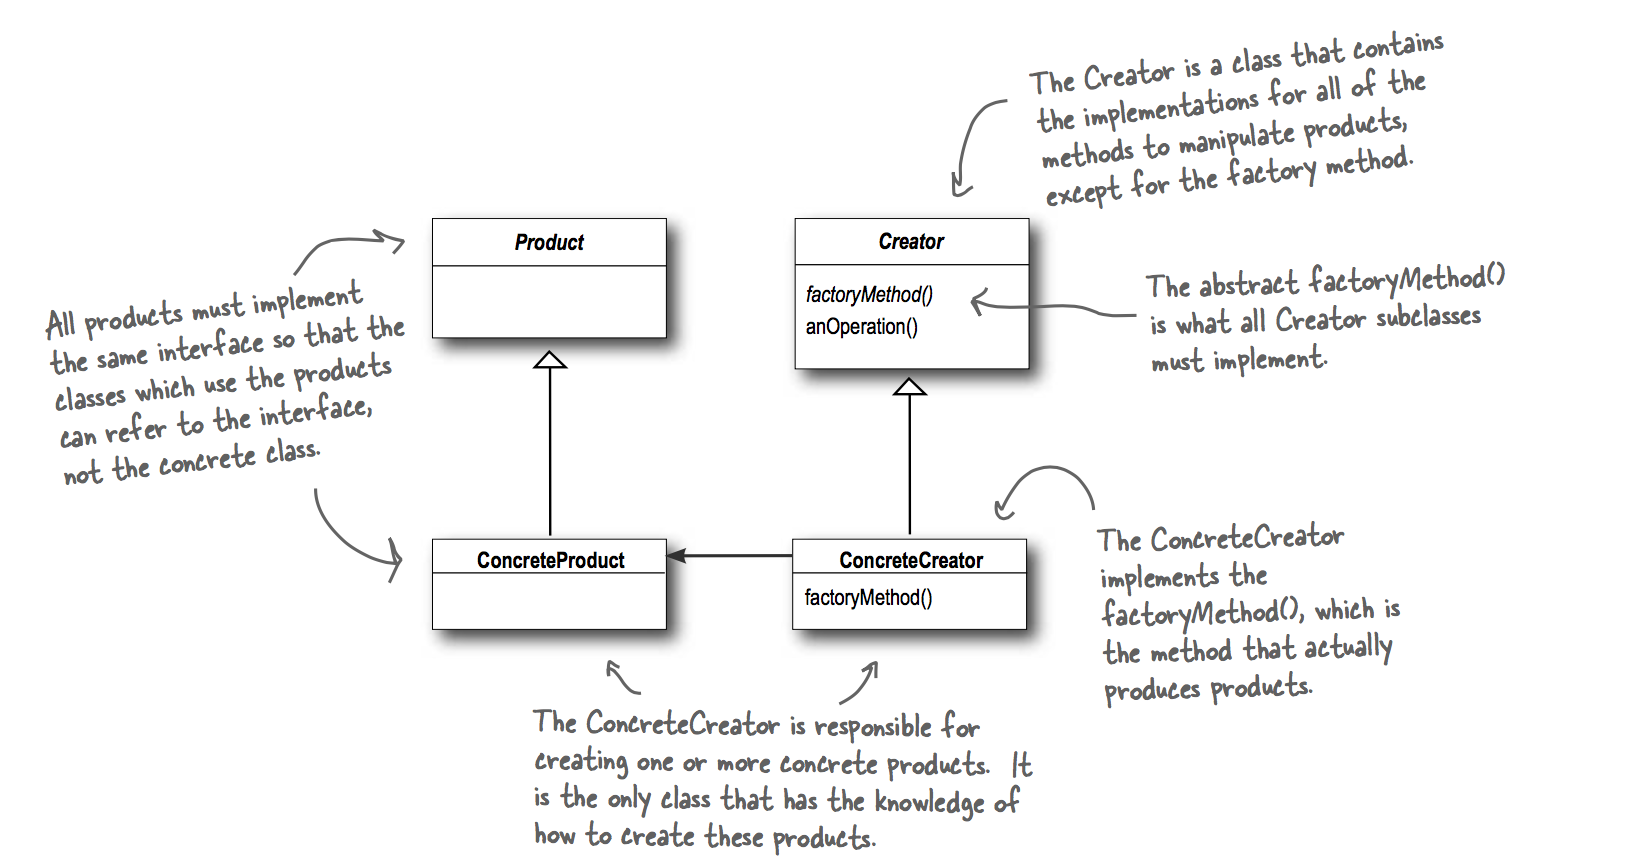 The Creator is a class that contains
the implementations for all of the
methods to manipulate products,
except for the factory method.
Product
Creator
factoryMethod()
anOperation()
The abstract factoryMethod()
is what all Creator subclasses
must implement.
All products must implement
the same interface so that the
classes which use the products
can refer to the interface,
not the concrete class.
ConcreteProduct
ConcreteCreator
factoryMethod()
The ConcreteCreator
implements the
factoryMethod(), which is
the method that actually
produces products.
The ConcreteCreator is responsible for
creating one or more concrete products. It
is the only class that has the knowledge of
how to create these products.